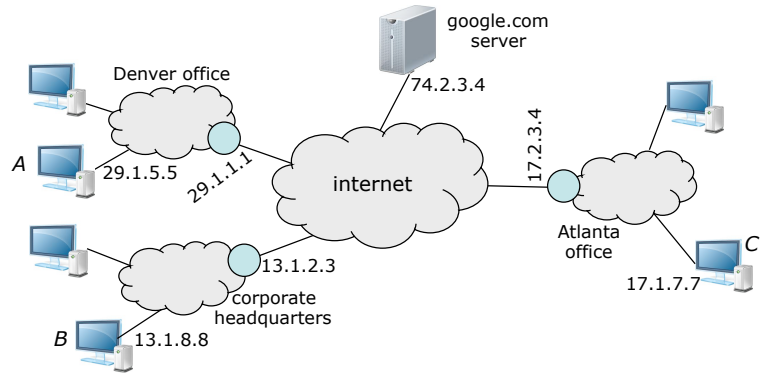 google.com
server
Denver office
74.2.3.4
17.2.3.4
A
29.1.5.5
29.1.1.1
internet
Atlanta
office
C
13.1.2.3
17.1.7.7
corporate
headquarters
B
13.1.8.8